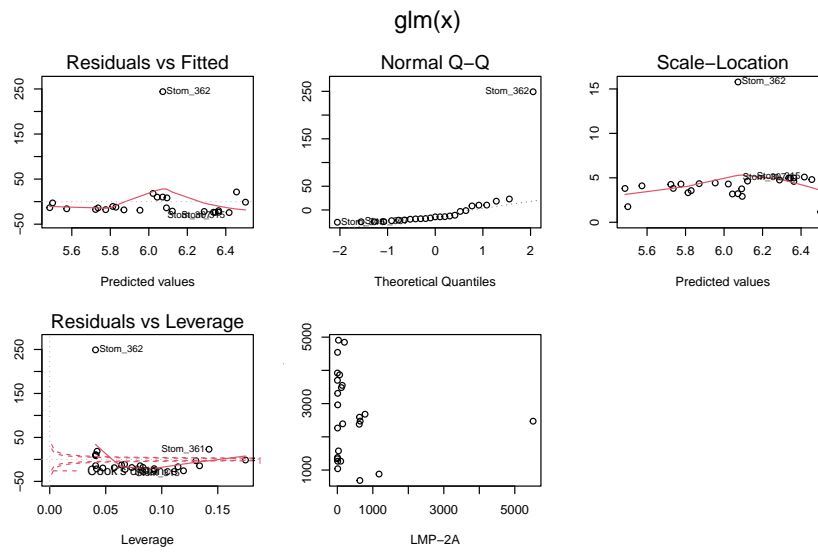 glm(x)
Residuals vs Fitted
250
150
50
0
−50
Stom_362
5.6 5.8 6.0 6.2 6.4
Predicted values
Normal Q−Q
250
150
50
0
Stom_362
−2 −1 0 1 2
Theoretical Quantiles
Scale−Location
15
10
5
0
Stom_362
5.6 5.8 6.0 6.2 6.4
Predicted values
Residuals vs Leverage
250
150
50
0
−50
Stom_362
Stom_361
Cook's distance
0.00 0.05 0.10 0.15
Leverage
5000
3000
1000
0 1000 3000 5000
LMP−2A